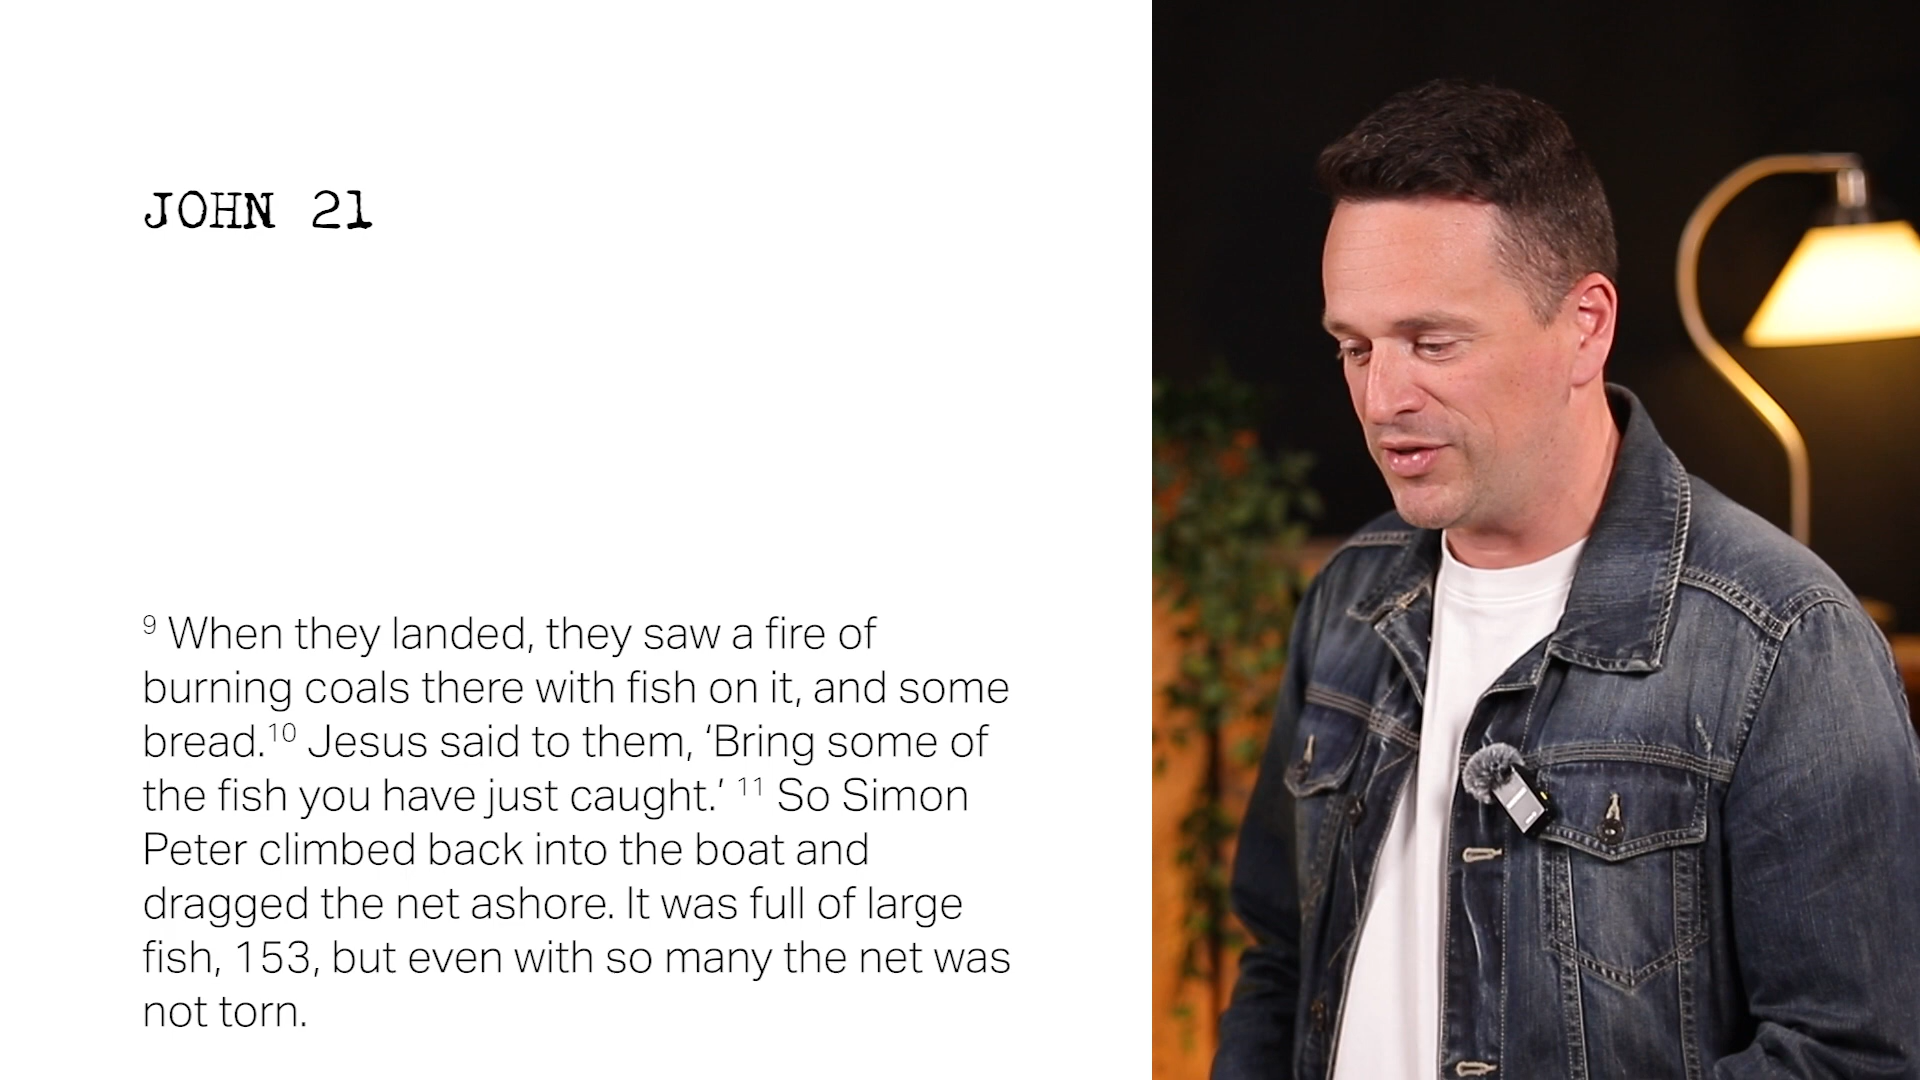 JOHN 21
⁹ When they landed, they saw a fire of
burning coals there with fish on it, and some
bread.¹⁰ Jesus said to them, ‘Bring some of
the fish you have just caught.’ ¹¹ So Simon
Peter climbed back into the boat and
dragged the net ashore. It was full of large
fish, 153, but even with so many the net was
not torn.